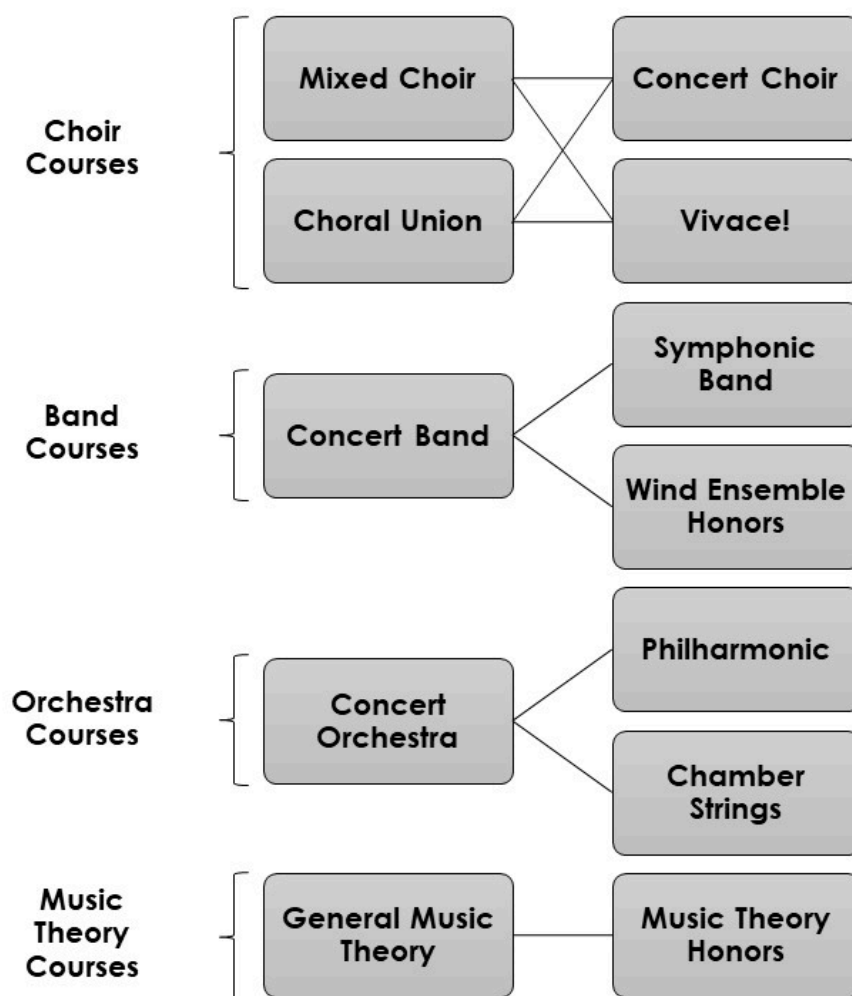 Choir
Courses
Mixed Choir
Concert Choir
Choral Union
Vivace!
Band
Courses
Concert Band
Symphonic
Band
Wind Ensemble
Honors
Orchestra
Courses
Concert
Orchestra
Philharmonic
Chamber
Strings
Music
Theory
Courses
General Music
Theory
Music Theory
Honors